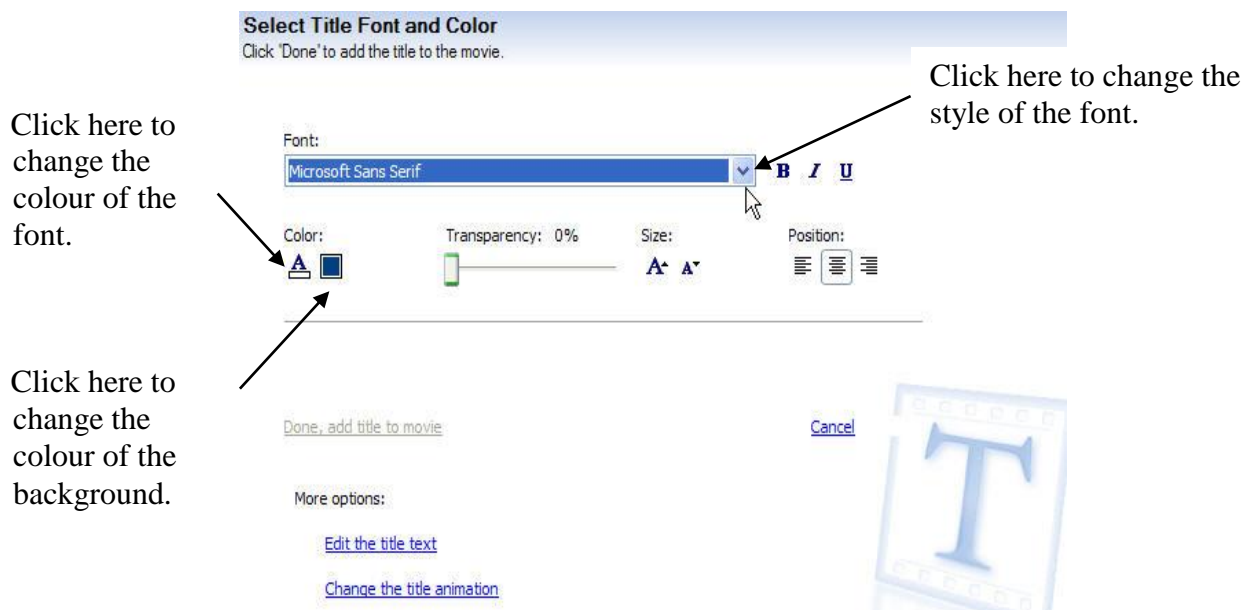 Select Title Font and Color
Click 'Done' to add the title to the movie.
Click here to change the
style of the font.
Click here to
change the
colour of the
font.
Font:
Microsoft Sans Serif
B I U
Color:
Transparency: 0%
Size:
Position:
A
A A
Click here to
change the
colour of the
background.
Done, add title to movie
Cancel
More options:
Edit the title text
Change the title animation
T